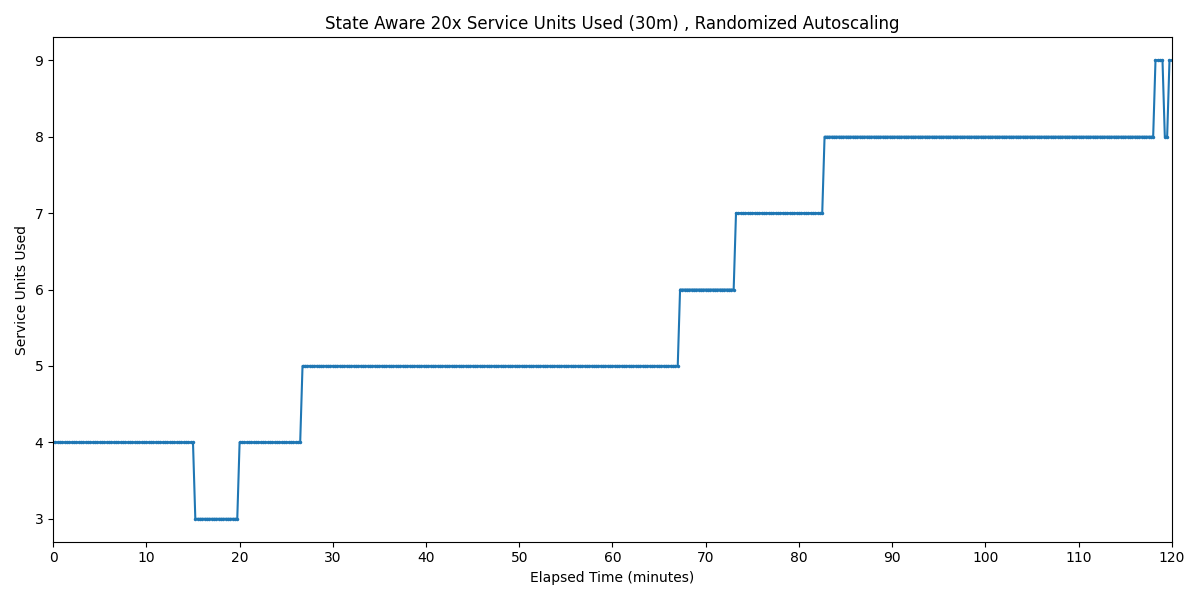 State Aware 20x Service Units Used (30m) , Randomized Autoscaling
Service Units Used
9
8
7
6
5
4
3
0 10 20 30 40 50 60 70 80 90 100 110 120
Elapsed Time (minutes)